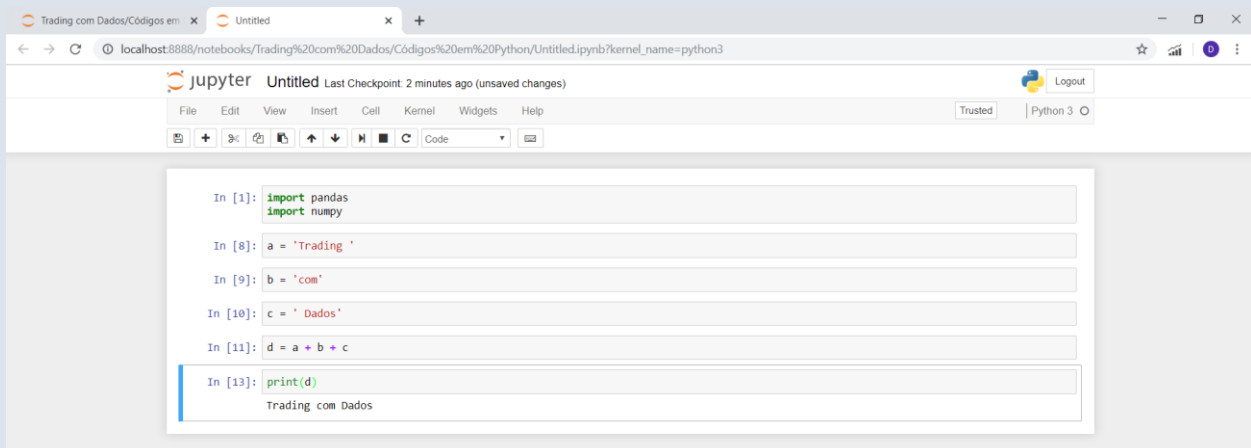 Trading com Dados/Códigos em
Untitled
localhost:8888/notebooks/Trading%20com%20Dados/Códigos%20em%20Python/Untitled.ipynb?kernel_name=python3
D
jupyter Untitled Last Checkpoint: 2 minutes ago (unsaved changes)
Logout
File Edit View Insert Cell Kernel Widgets Help
Trusted
Python 3
Code
In [1]: import pandas
import numpy
In [8]: a = 'Trading '
In [9]: b = 'com'
In [10]: c = ' Dados'
In [11]: d = a + b + c
In [13]: print(d)
Trading com Dados